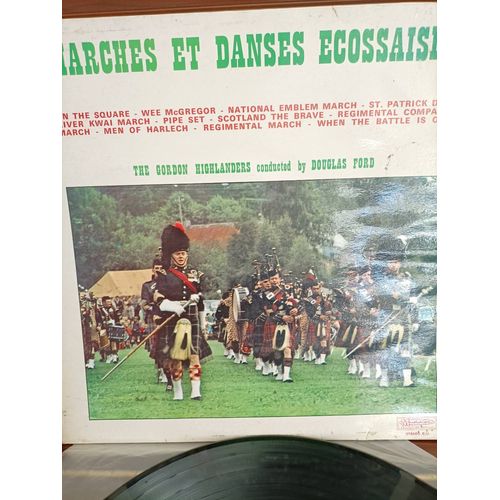 MARCHES ET DANSES ECOSSAIS
N THE SQUARE - WEE McGREGOR - NATIONAL EMBLEM MARCH - ST. PATRICK D
IVER KWAI MARCH - PIPE SET - SCOTLAND THE BRAVE - REGIMENTAL COMPA
MARCH - MEN OF HARLECH - REGIMENTAL MARCH - WHEN THE BATTLE IS O
THE GORDON HIGHLANDERS conducted by DOUGLAS FORD